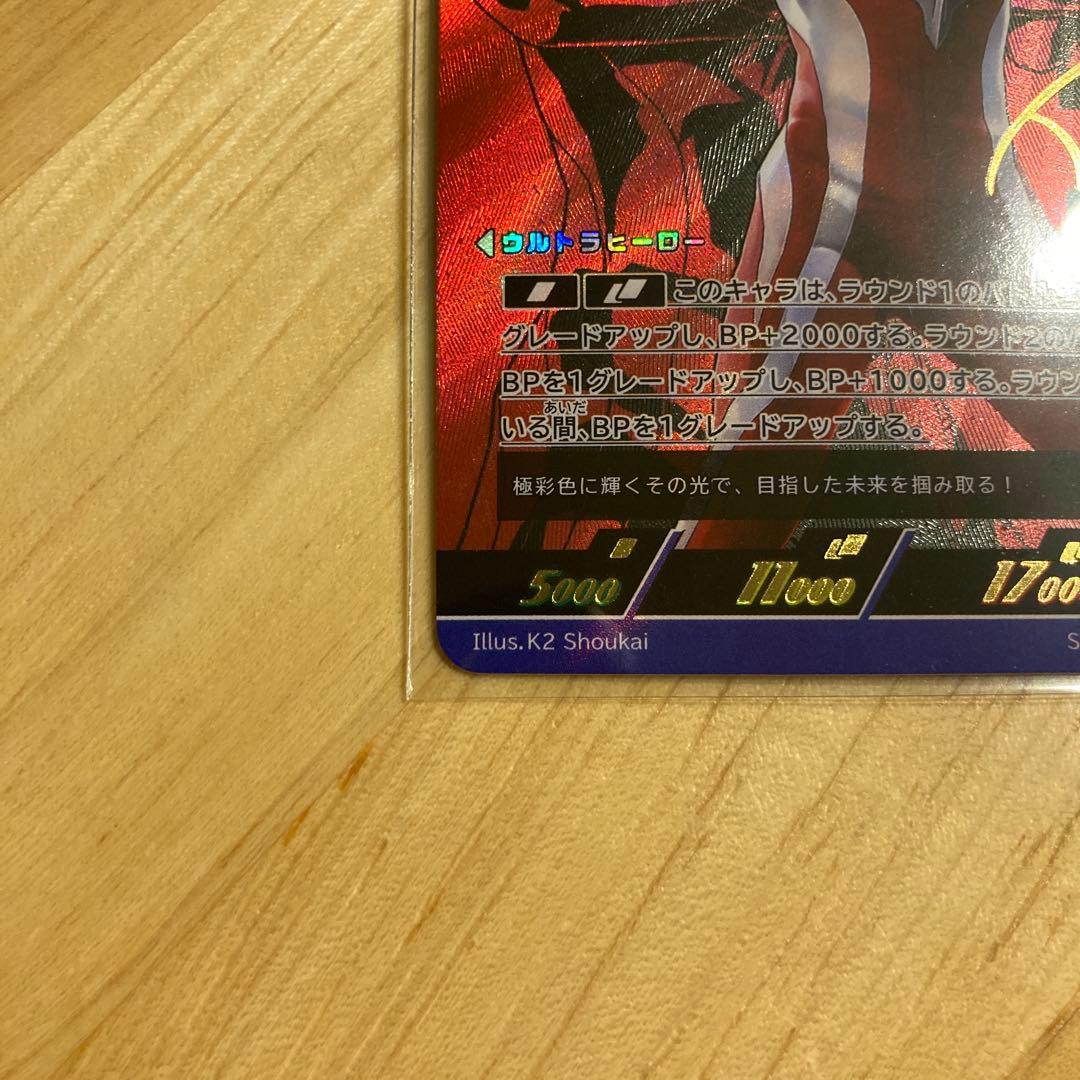 ウルトラヒーロー
このキャラは、ラウンド1の
グレードアップし、BP+2000する。ラウンド2の
BPを1グレードアップし、BP+1000する。ラウン
あいだ
いる間、BPを1グレードアップする。
極彩色に輝くその光で、目指した未来を掴み取る！
5000 11000 1700
Illus.K2 Shoukai S